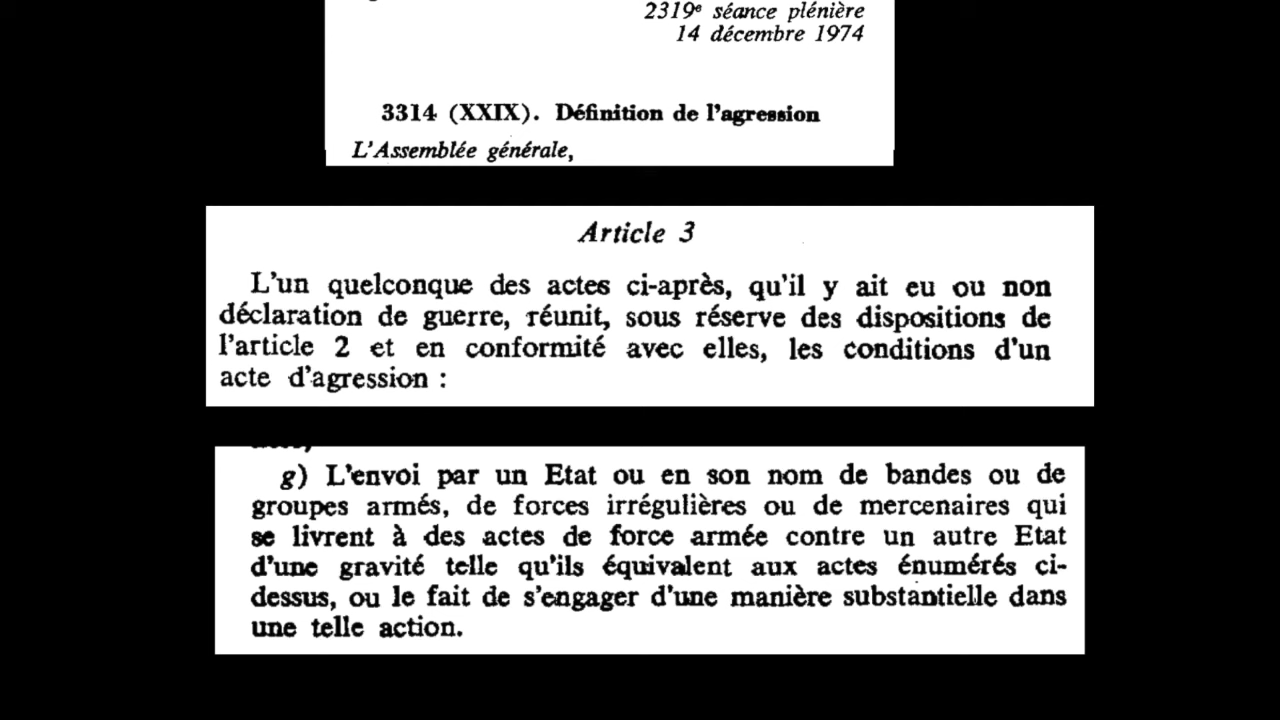 2319e séance plénière
14 décembre 1974
3314 (XXIX). Définition de l'agression
L'Assemblée générale,
Article 3
L'un quelconque des actes ci-après, qu'il y ait eu ou non
déclaration de guerre, réunit, sous réserve des dispositions de
l'article 2 et en conformité avec elles, les conditions d'un
acte d'agression :
g) L'envoi par un Etat ou en son nom de bandes ou de
groupes armés, de forces irrégulières ou de mercenaires qui
se livrent à des actes de force armée contre un autre Etat
d'une gravité telle qu'ils équivalent aux actes énumérés ci-
dessus, ou le fait de s'engager d'une manière substantielle dans
une telle action.